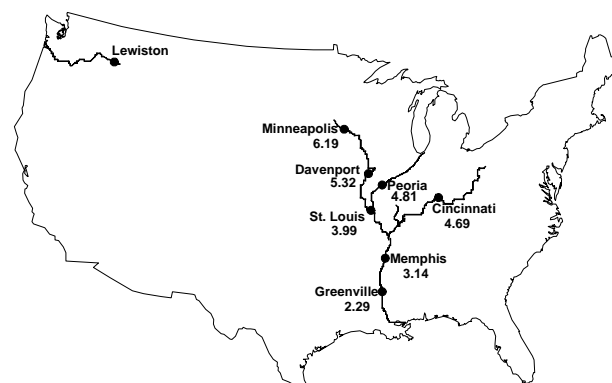 Lewiston
Minneapolis
6.19
Davenport
5.32
Peoria
4.81
Cincinnati
4.69
St. Louis
3.99
Memphis
3.14
Greenville
2.29